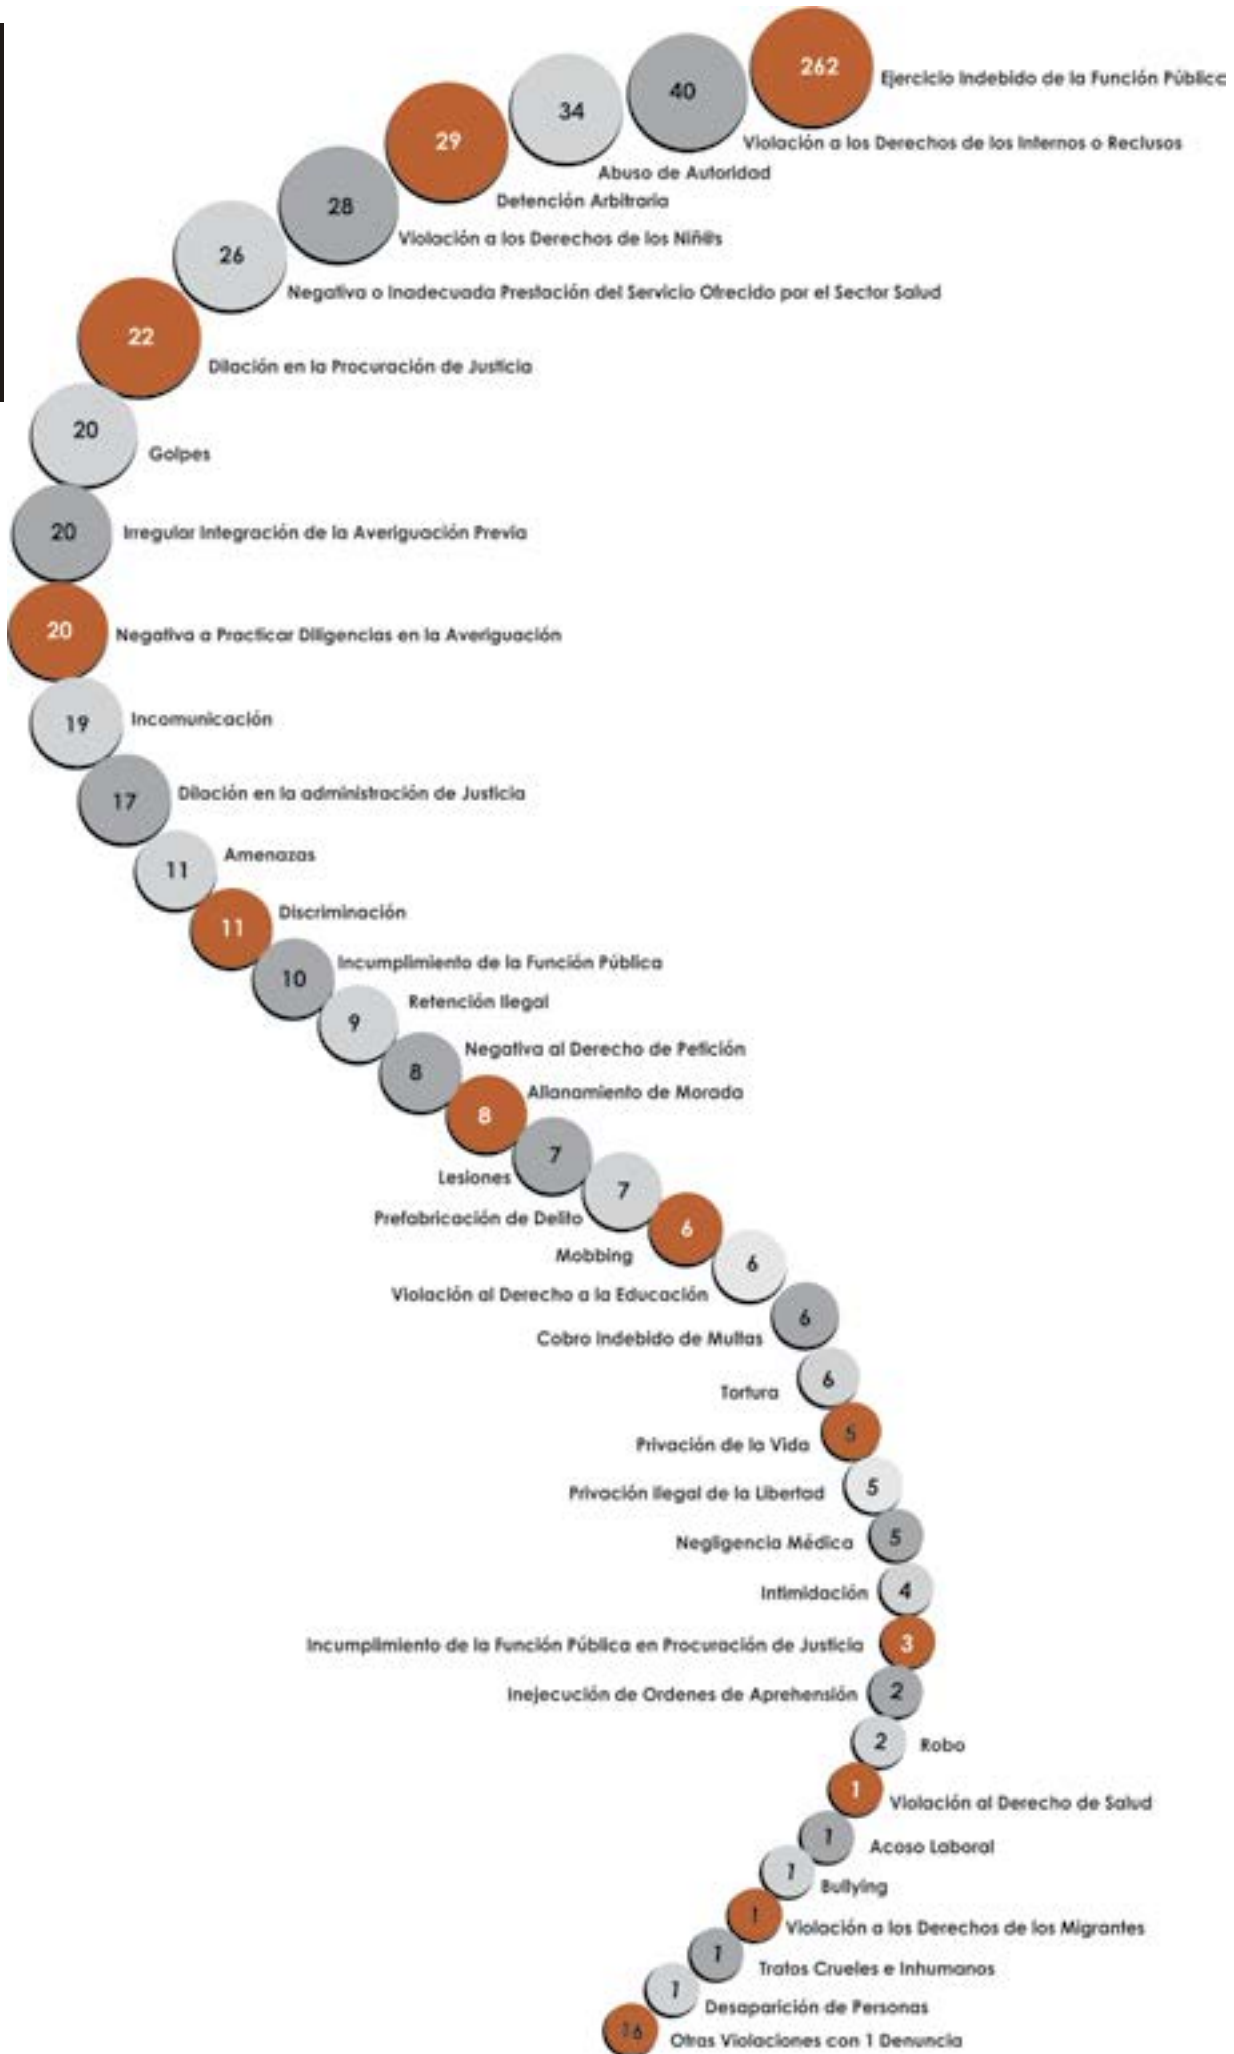 262 Ejercicio Indebido de la Función Pública
40 Violación a los Derechos de los Internos o Reclusos
34 Abuso de Autoridad
29 Detención Arbitraria
28 Violación a los Derechos de los Niñ@s
26 Negativa o Inadecuada Prestación del Servicio Ofrecido por el Sector Salud
22 Dilación en la Procuración de Justicia
20 Golpes
20 Irregular Integración de la Averiguación Previa
20 Negativa a Practicar Diligencias en la Averiguación
19 Incomunicación
17 Dilación en la administración de Justicia
11 Amenazas
11 Discriminación
10 Incumplimiento de la Función Pública
9 Retención Ilegal
8 Negativa al Derecho de Petición
8 Allanamiento de Morada
Lesiones 7
Prefabricación de Delito 7
Mobbing 6
Violación al Derecho a la Educación 6
Cobro Indebido de Multas 6
Tortura 6
Privación de la Vida 5
Privación Ilegal de la Libertad 5
Negligencia Médica 5
Intimidación 4
Incumplimiento de la Función Pública en Procuración de Justicia 3
Inejecución de Ordenes de Aprehensión 2
2 Robo
1 Violación al Derecho de Salud
1 Acoso Laboral
1 Bullying
1 Violación a los Derechos de los Migrantes
1 Tratos Crueles e Inhumanos
1 Desaparición de Personas
16 Otras Violaciones con 1 Denuncia